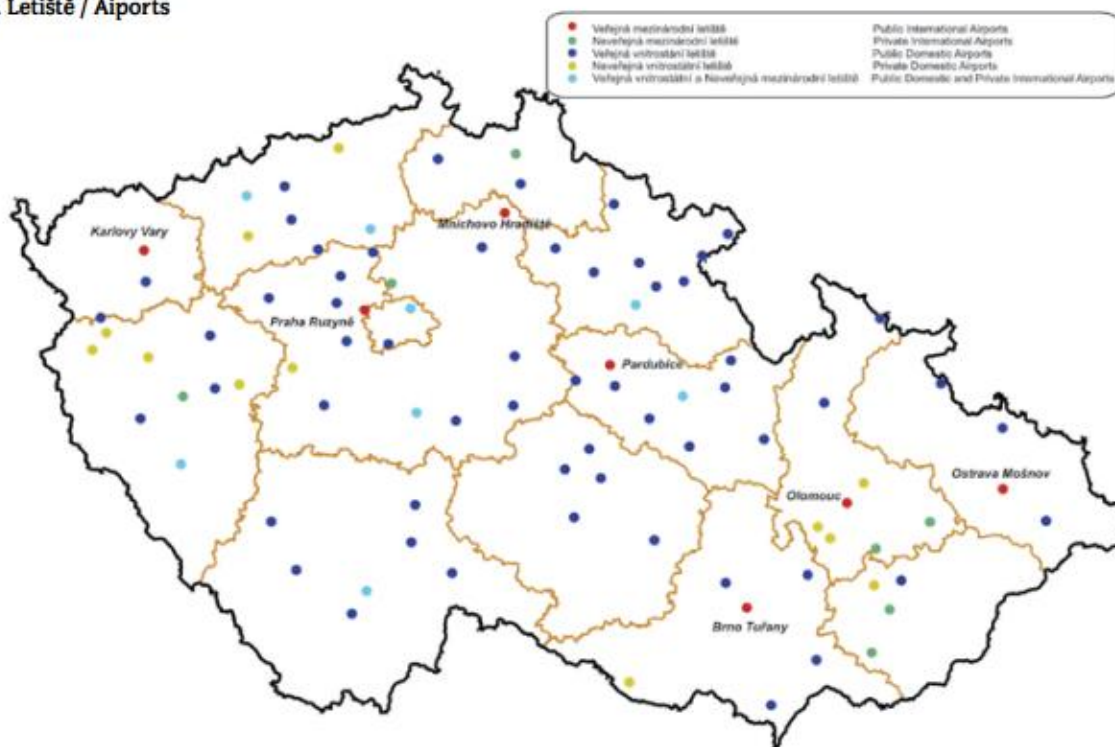 Letiště / Aiports
Veřejná mezinárodní letiště Public International Airports
Neveřejná mezinárodní letiště Private International Airports
Veřejná vnitrostání letiště Public Domestic Airports
Neveřejná vnitrostátní letiště Private Domestic Airports
Veřejná vnitrostátní a Neveřejná mezinárodní letiště Public Domestic and Private International Airports
Karlovy Vary
Mnichovo Hradiště
Praha Ruzyně
Pardubice
Ostrava Mošnov
Olomouc
Brno Tuřany